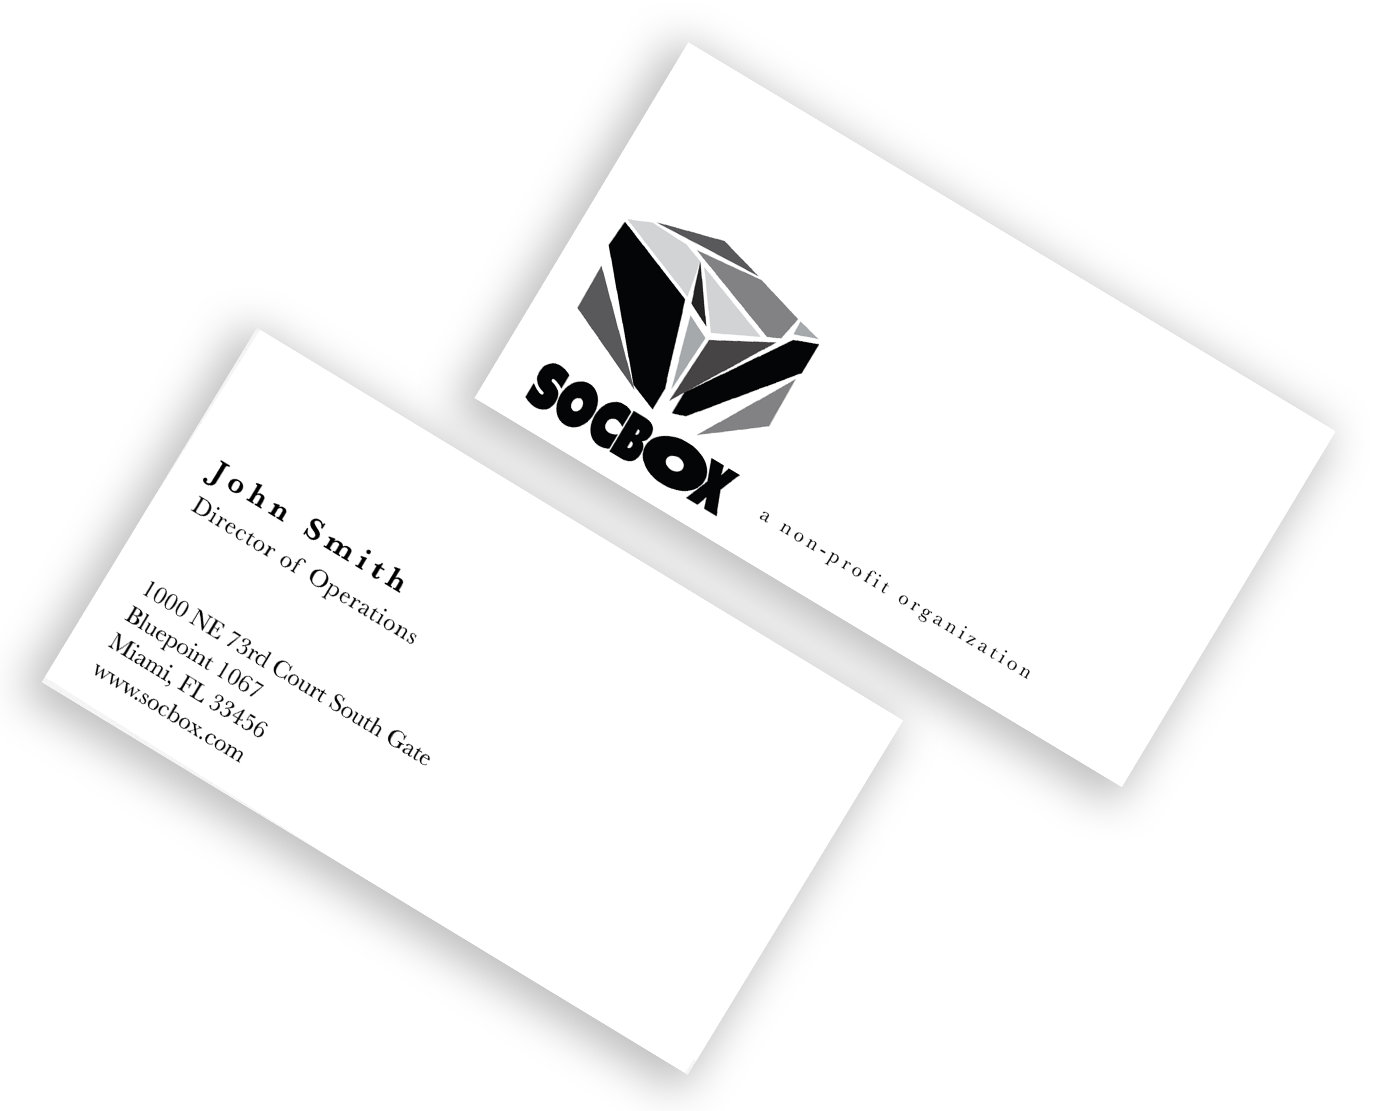 SOCBOX
a non-profit organization
John Smith
Director of Operations
1000 NE 73rd Court South Gate
Bluepoint 1067
Miami, FL 33456
www.socbox.com